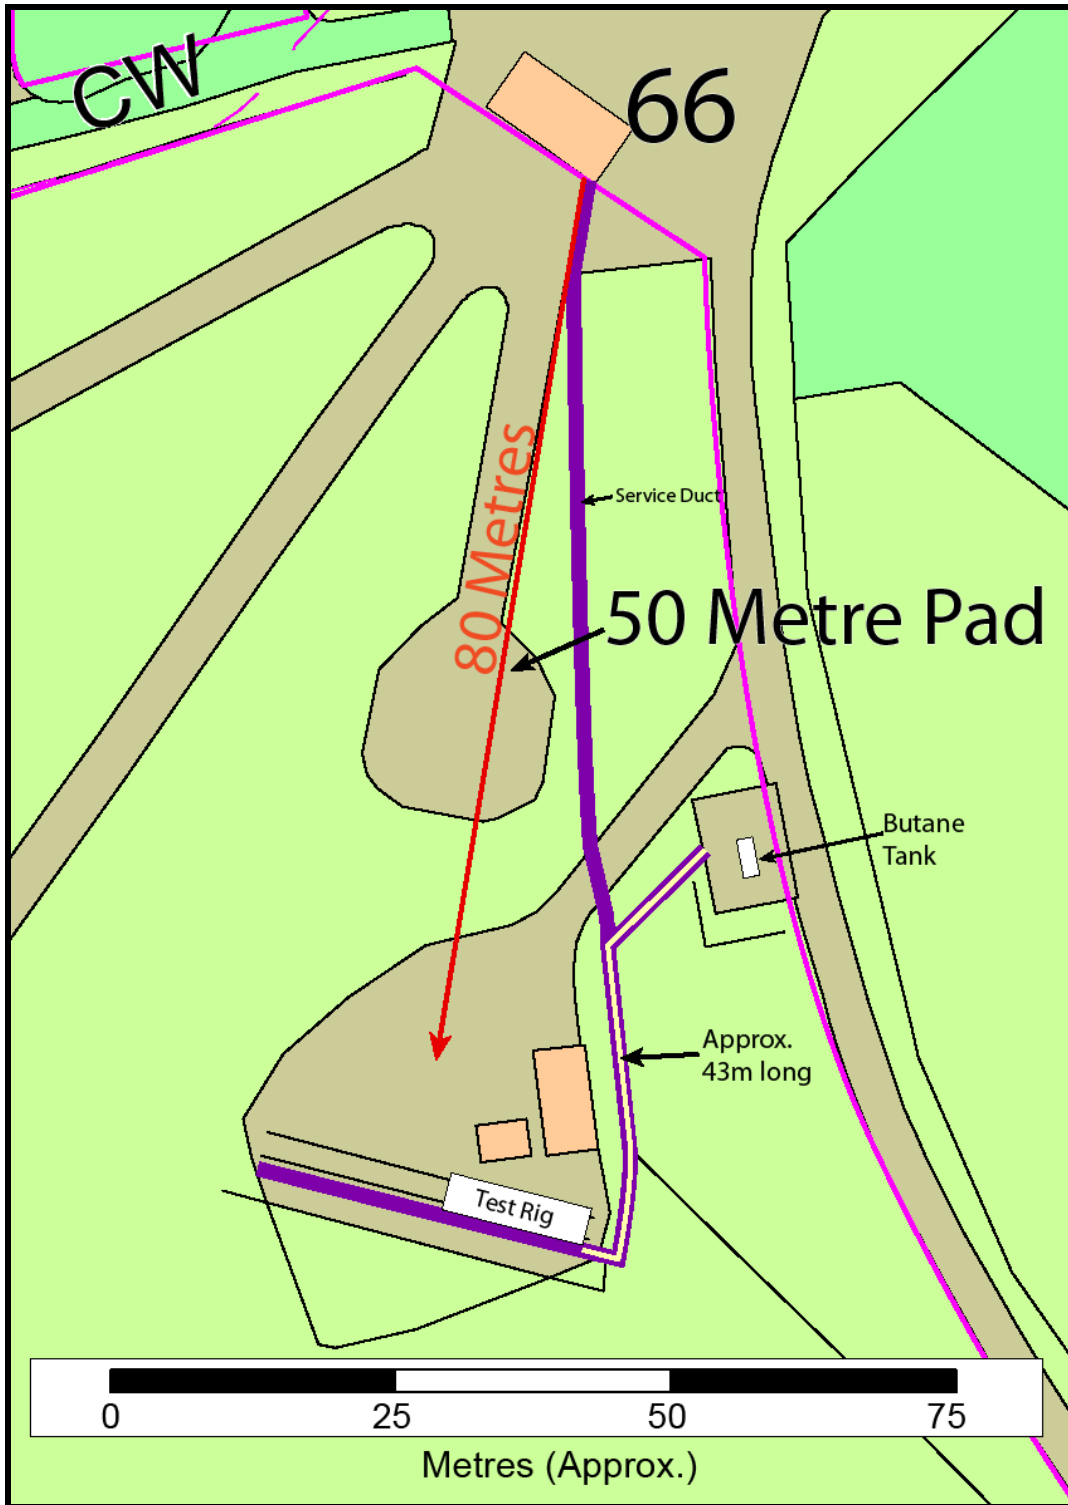 CW
66
80 Metres
Service Duct
50 Metre Pad
Butane
Tank
Approx.
43m long
Test Rig
0 25 50 75
Metres (Approx.)